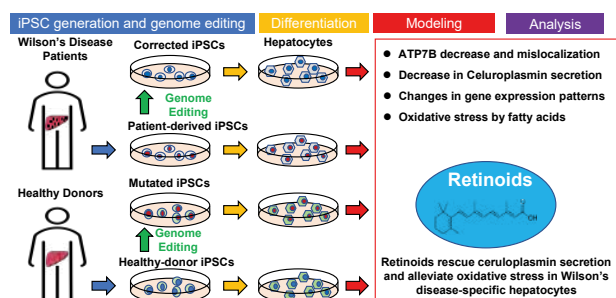 iPSC generation and genome editing
Differentiation
Modeling
Analysis
Wilson's Disease
Patients
Corrected iPSCs
Hepatocytes
Genome
Editing
Patient-derived iPSCs
Healthy Donors
Mutated iPSCs
Genome
Editing
Healthy-donor iPSCs
ATP7B decrease and mislocalization
Decrease in Celuroplasmin secretion
Changes in gene expression patterns
Oxidative stress by fatty acids
Retinoids
OH
Retinoids rescue ceruloplasmin secretion
and alleviate oxidative stress in Wilson's
disease-specific hepatocytes